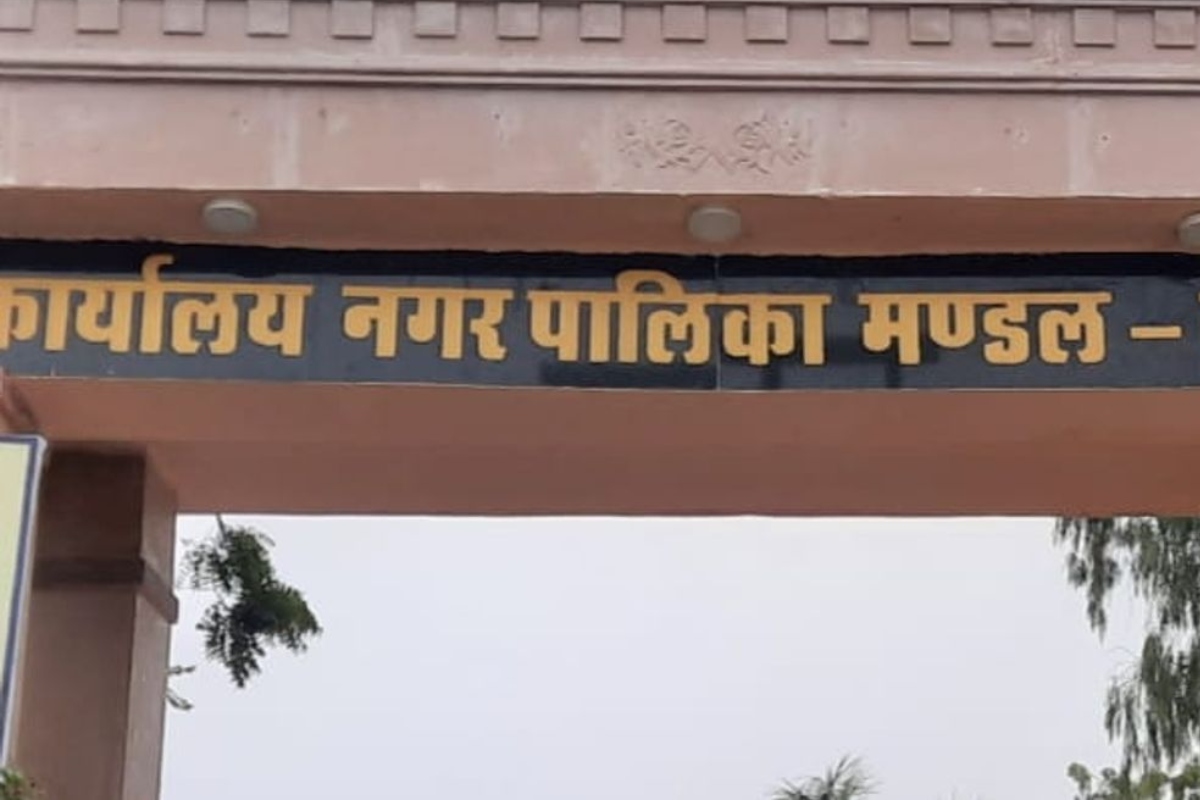 कार्यालय नगर पालिका मण्डल –